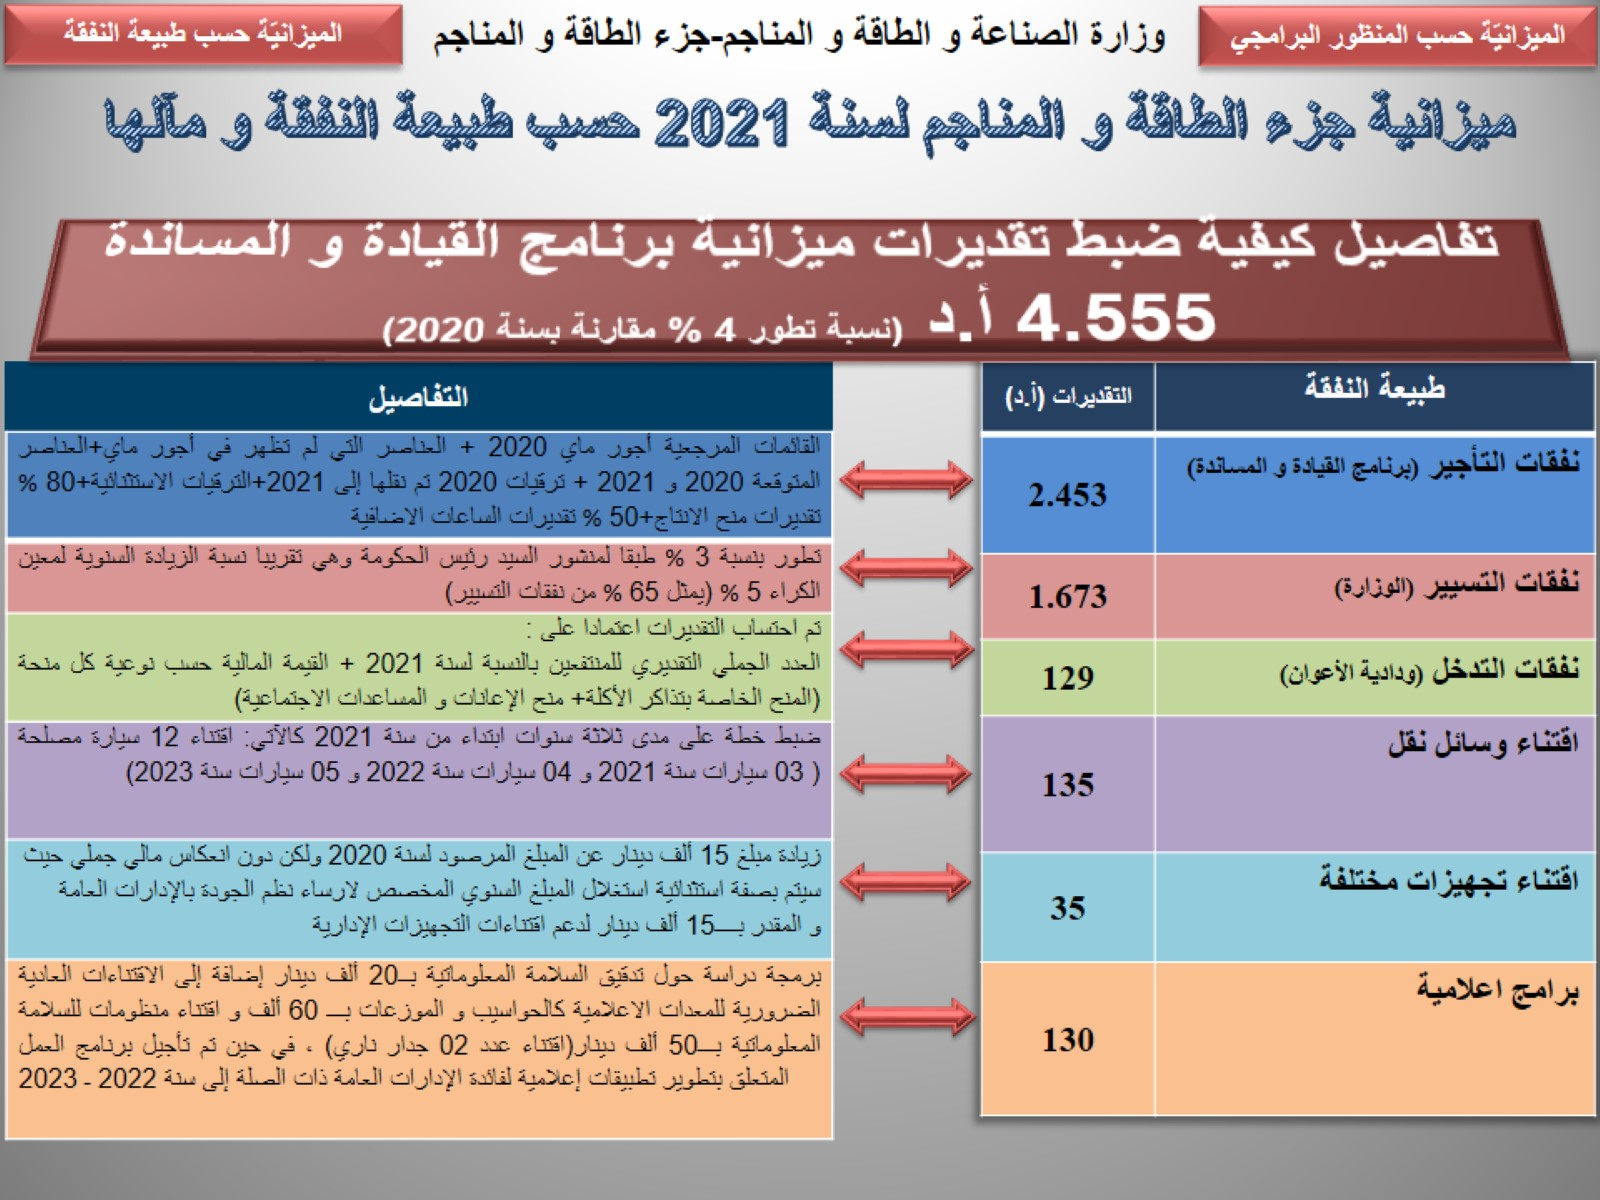 الميزانيّة حسب المنظور البرامجي
وزارة الصناعة و الطاقة و المناجم-جزء الطاقة و المناجم
الميزانيّة حسب طبيعة النفقة
ميزانية جزء الطاقة و المناجم لسنة 2021 حسب طبيعة النفقة و مآلها
تفاصيل كيفية ضبط تقديرات ميزانية برنامج القيادة و المساندة
4.555 أ.د (نسبة تطور 4 % مقارنة بسنة 2020)
طبيعة النفقة
التقديرات (أ.د)
التفاصيل
نفقات التأجير (برنامج القيادة و المساندة)
2.453
القائمات المرجعية أجور ماي 2020 + العناصر التي لم تظهر في أجور ماي+العناصر
المتوقعة 2020 و 2021 + ترقيات 2020 تم نقلها إلى 2021+الترقيات الاستثنائية+80 %
تقديرات منح الانتاج+50 % تقديرات الساعات الاضافية
نفقات التسيير (الوزارة)
1.673
تطور بنسبة 3 % طبقا لمنشور السيد رئيس الحكومة وهي تقريبا نسبة الزيادة السنوية لمعين
الكراء 5 % (يمثل 65 % من نفقات التسيير)
نفقات التدخل (ودادية الأعوان)
129
تم احتساب التقديرات اعتمادا على :
العدد الجملي التقديري للمنتفعين بالنسبة لسنة 2021 + القيمة المالية حسب نوعية كل منحة
(المنح الخاصة بتذاكر الأكلة+ منح الإعانات و المساعدات الاجتماعية)
اقتناء وسائل نقل
135
ضبط خطة على مدى ثلاثة سنوات ابتداء من سنة 2021 كالآتي: اقتناء 12 سيارة مصلحة
( 03 سيارات سنة 2021 و 04 سيارات سنة 2022 و 05 سيارات سنة 2023)
اقتناء تجهيزات مختلفة
35
زيادة مبلغ 15 ألف دينار عن المبلغ المرصود لسنة 2020 ولكن دون انعكاس مالي جملي حيث
سيتم بصفة استثنائية استغلال المبلغ السنوي المخصص لارساء نظم الجودة بالإدارات العامة
و المقدر بـــ15 ألف دينار لدعم اقتناءات التجهيزات الإدارية
برامج اعلامية
130
برمجة دراسة حول تدقيق السلامة المعلوماتية بــ20 ألف دينار إضافة إلى الاقتناءات العادية
الضرورية للمعدات الاعلامية كالحواسيب و الموزعات بــ 60 ألف و اقتناء منظومات للسلامة
المعلوماتية بـــ50 ألف دينار(اقتناء عدد 02 جدار ناري) ، في حين تم تأجيل برنامج العمل
المتعلق بتطوير تطبيقات إعلامية لفائدة الإدارات العامة ذات الصلة إلى سنة 2022 ـ 2023